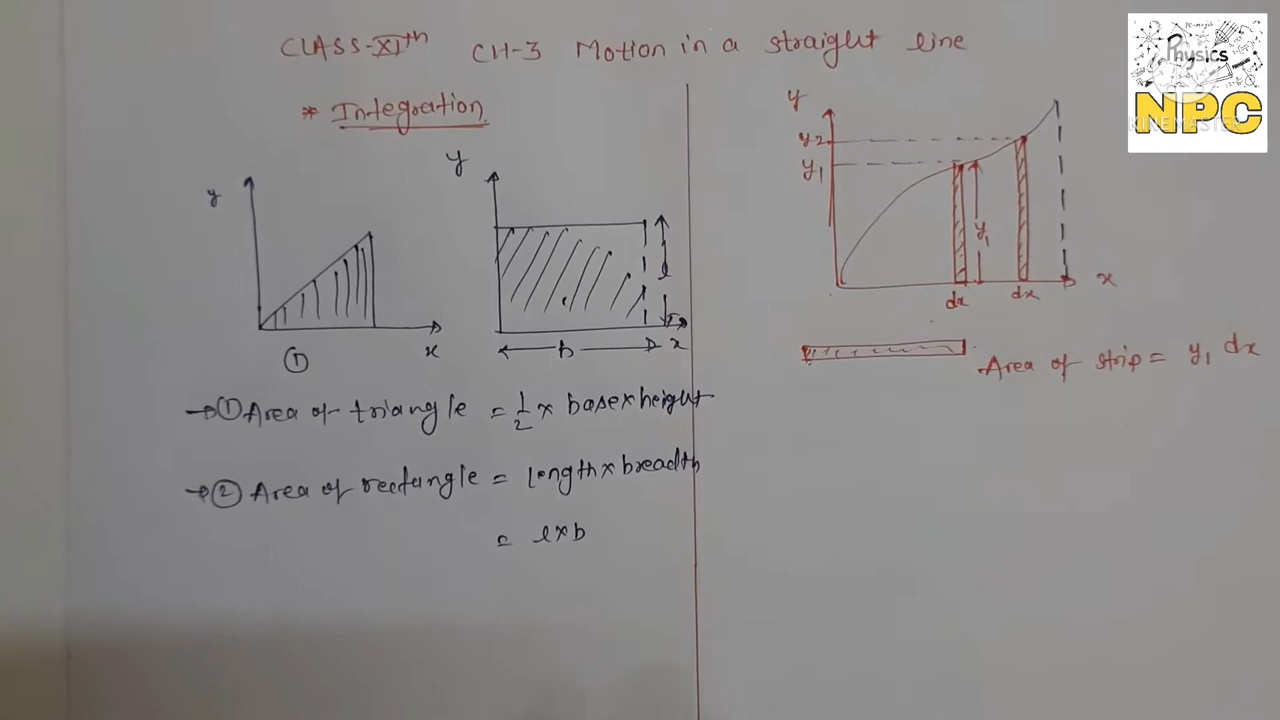 CLASS-XIth CH-3 Motion in a straight line
* Integration
y
x
①
y
l
b
x
→① Area of triangle = 1/2 x base x height
→② Area of rectangle = length x breadth
= l x b
y
y2
y1
y1
dx
dx
x
Area of strip = y1 dx
Physics
NPC
KINEMASTER